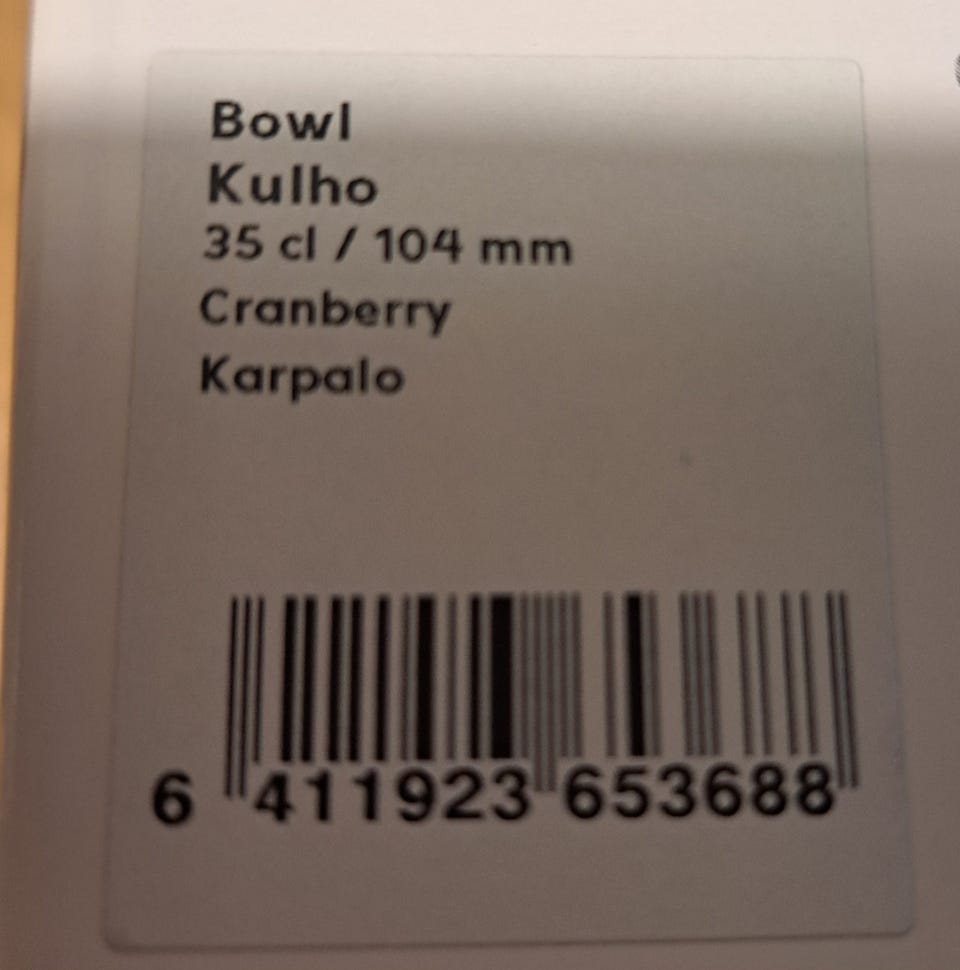 Bowl
Kulho
35 cl / 104 mm
Cranberry
Karpalo
6 411923 653688